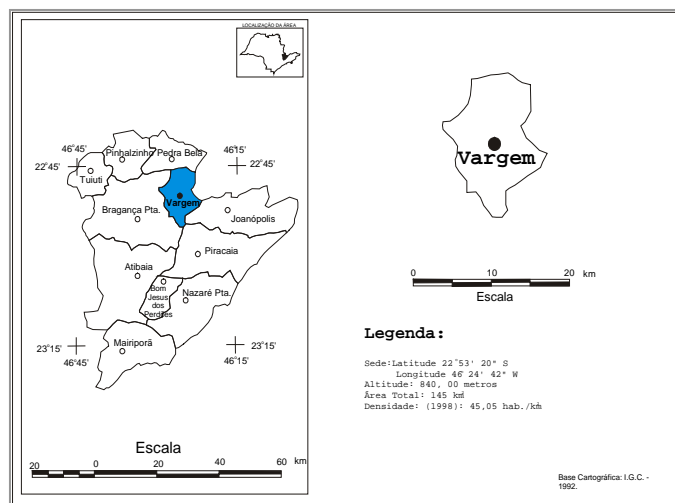 LOCALIZAÇÃO DA ÁREA
46°45'
46°15'
22°45'
22°45'
Pinhalzinho
Pedra Bela
Tuiuti
Vargem
Bragança Pta.
Joanópolis
Piracaia
Atibaia
Bom
Jesus
dos
Perdões
Nazaré Pta.
Mairiporã
23°15'
23°15'
46°45'
46°15'
Escala
20 0 20 40 60 km
Vargem
0 10 20 km
Escala
Legenda:
Sede:Latitude 22°53' 20" S
Longitude 46° 24' 42" W
Altitude: 840, 00 metros
Área Total: 145 km²
Densidade: (1998): 45,05 hab./km²
Base Cartográfica: I.G.C. -
1992.